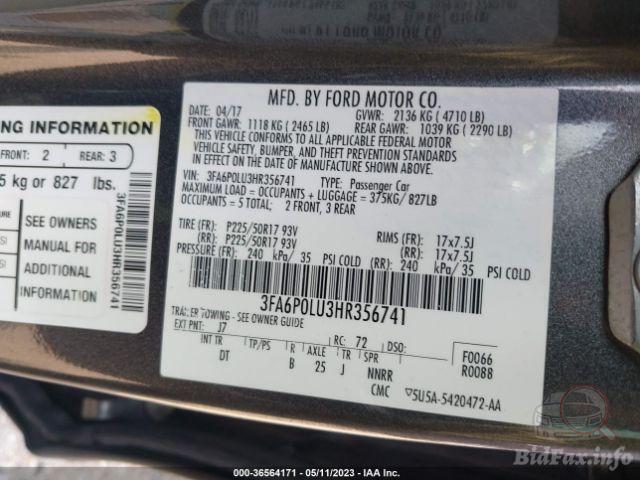 MFD. BY FORD MOTOR CO.
DATE: 04/17 GVWR: 2136 KG (4710 LB)
FRONT GAWR: 1118 KG (2465 LB) REAR GAWR: 1039 KG (2290 LB)
THIS VEHICLE CONFORMS TO ALL APPLICABLE FEDERAL MOTOR
VEHICLE SAFETY, BUMPER, AND THEFT PREVENTION STANDARDS IN
EFFECT ON THE DATE OF MANUFACTURE SHOWN ABOVE.
VIN: 3FA6P0LU3HR356741 TYPE: Passenger Car
MAXIMUM LOAD = OCCUPANTS + LUGGAGE = 375KG/827LB
OCCUPANTS = 5 TOTAL: 2 FRONT, 3 REAR
TIRE (FR): P225/50R17 93V RIMS (FR): 17x7.5J
(RR): P225/50R17 93V (RR): 17x7.5J
PRESSURE (FR): 240 kPa/35 PSI COLD (RR): 240 kPa/35 PSI COLD
3FA6P0LU3HR356741
TRAILER TOWING - SEE OWNER GUIDE
EXT PNT: J7 RC: 72 DSO: F0066
R0088
INT TR TP/PS R AXLE TR SPR
DT B 25 J NNRR
CMC
5U5A-5420472-AA
NG INFORMATION
FRONT: 2 REAR: 3
5 kg or 827 lbs.
SEE OWNERS
MANUAL FOR
ADDITIONAL
INFORMATION
3FA6P0LU3HR356741
000-36564171 - 05/11/2023 - IAA Inc.
BidFax.info